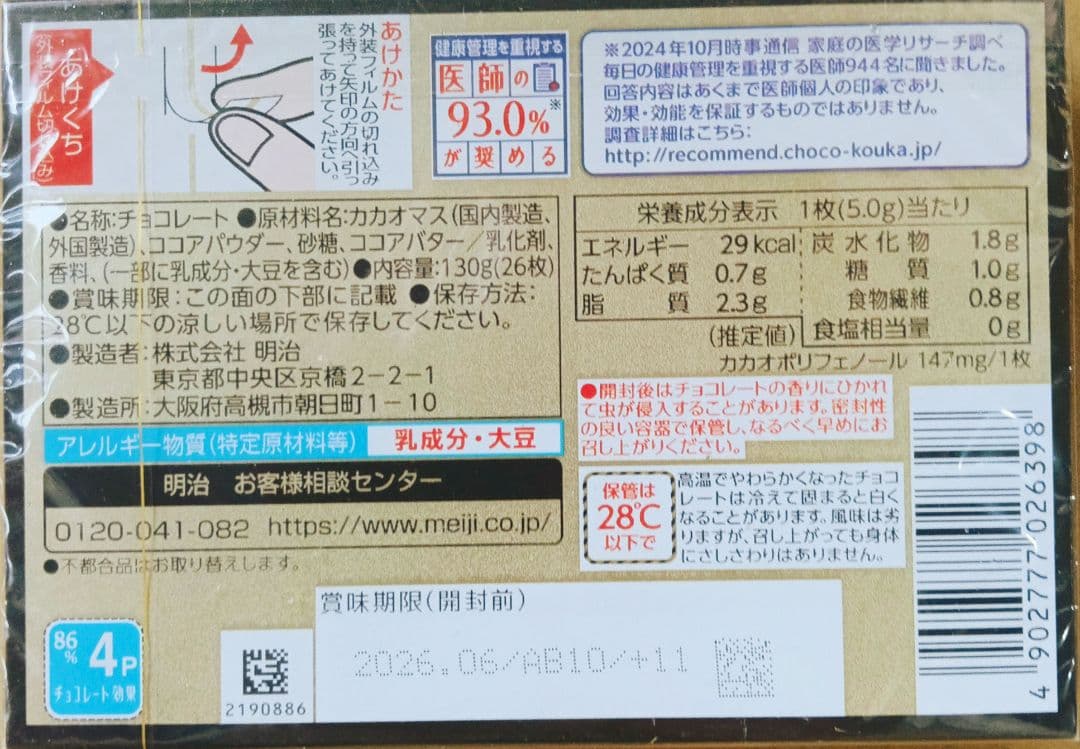 あけくち
(外装フィルム切り込み)
あけかた
外装フィルムの切れ込み
を持って矢印の方向へ引っ
張ってあけてください。
健康管理を重視する
医師の
93.0%※
が奨める
※2024年10月時事通信 家庭の医学リサーチ調べ
毎日の健康管理を重視する医師944名に聞きました。
回答内容はあくまで医師個人の印象であり、
効果・効能を保証するものではありません。
調査詳細はこちら:
http://recommend.choco-kouka.jp/
●名称:チョコレート ●原材料名:カカオマス(国内製造、
外国製造)、ココアパウダー、砂糖、ココアバター/乳化剤、
香料、(一部に乳成分・大豆を含む)●内容量:130g(26枚)
●賞味期限:この面の下部に記載 ●保存方法:
28℃以下の涼しい場所で保存してください。
●製造者:株式会社 明治
東京都中央区京橋2-2-1
●製造所:大阪府高槻市朝日町1-10
アレルギー物質(特定原材料等) 乳成分・大豆
明治 お客様相談センター
0120-041-082 https://www.meiji.co.jp/
●不都合品はお取り替えします。
栄養成分表示 1枚(5.0g)当たり
エネルギー 29kcal
たんぱく質 0.7g
脂質 2.3g
炭水化物 1.8g
糖質 1.0g
食物繊維 0.8g
食塩相当量 0g
(推定値)
カカオポリフェノール 147mg/1枚
●開封後はチョコレートの香りにひかれ
て虫が侵入することがあります。密封性
の良い容器で保管し、なるべく早めにお
召し上がりください。
保管は
28℃
以下で
高温でやわらかくなったチョコ
レートは冷えて固まると白く
なることがあります。風味は劣
りますが、召し上がっても身体
にさしさわりはありません。
86%
4P
チョコレート効果
2190886
賞味期限(開封前)
2026.06/AB10/+11
4 902777 026398